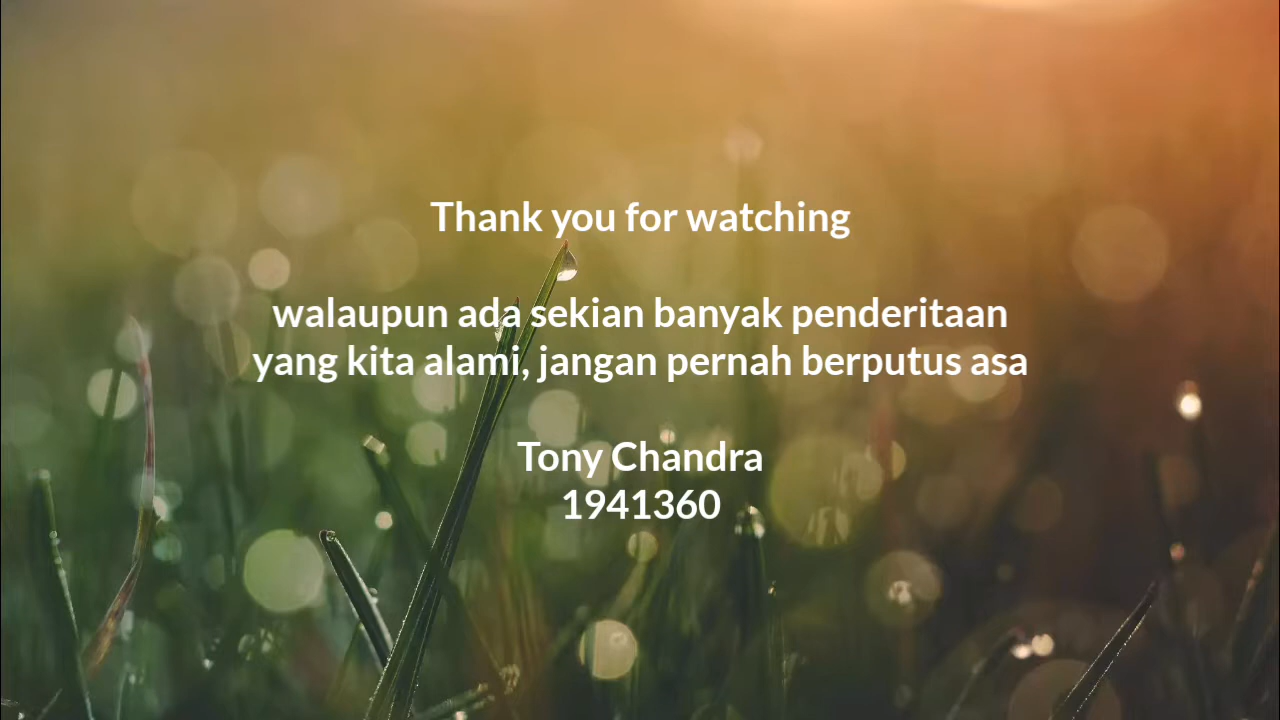 Thank you for watching
walaupun ada sekian banyak penderitaan
yang kita alami, jangan pernah berputus asa
Tony Chandra
1941360